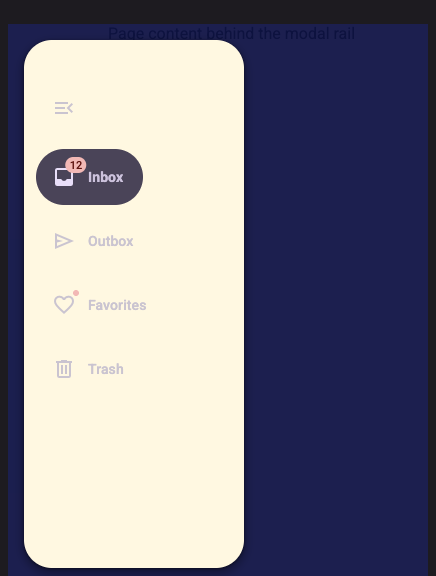 Page content behind the modal rail
12
Inbox
Outbox
Favorites
Trash